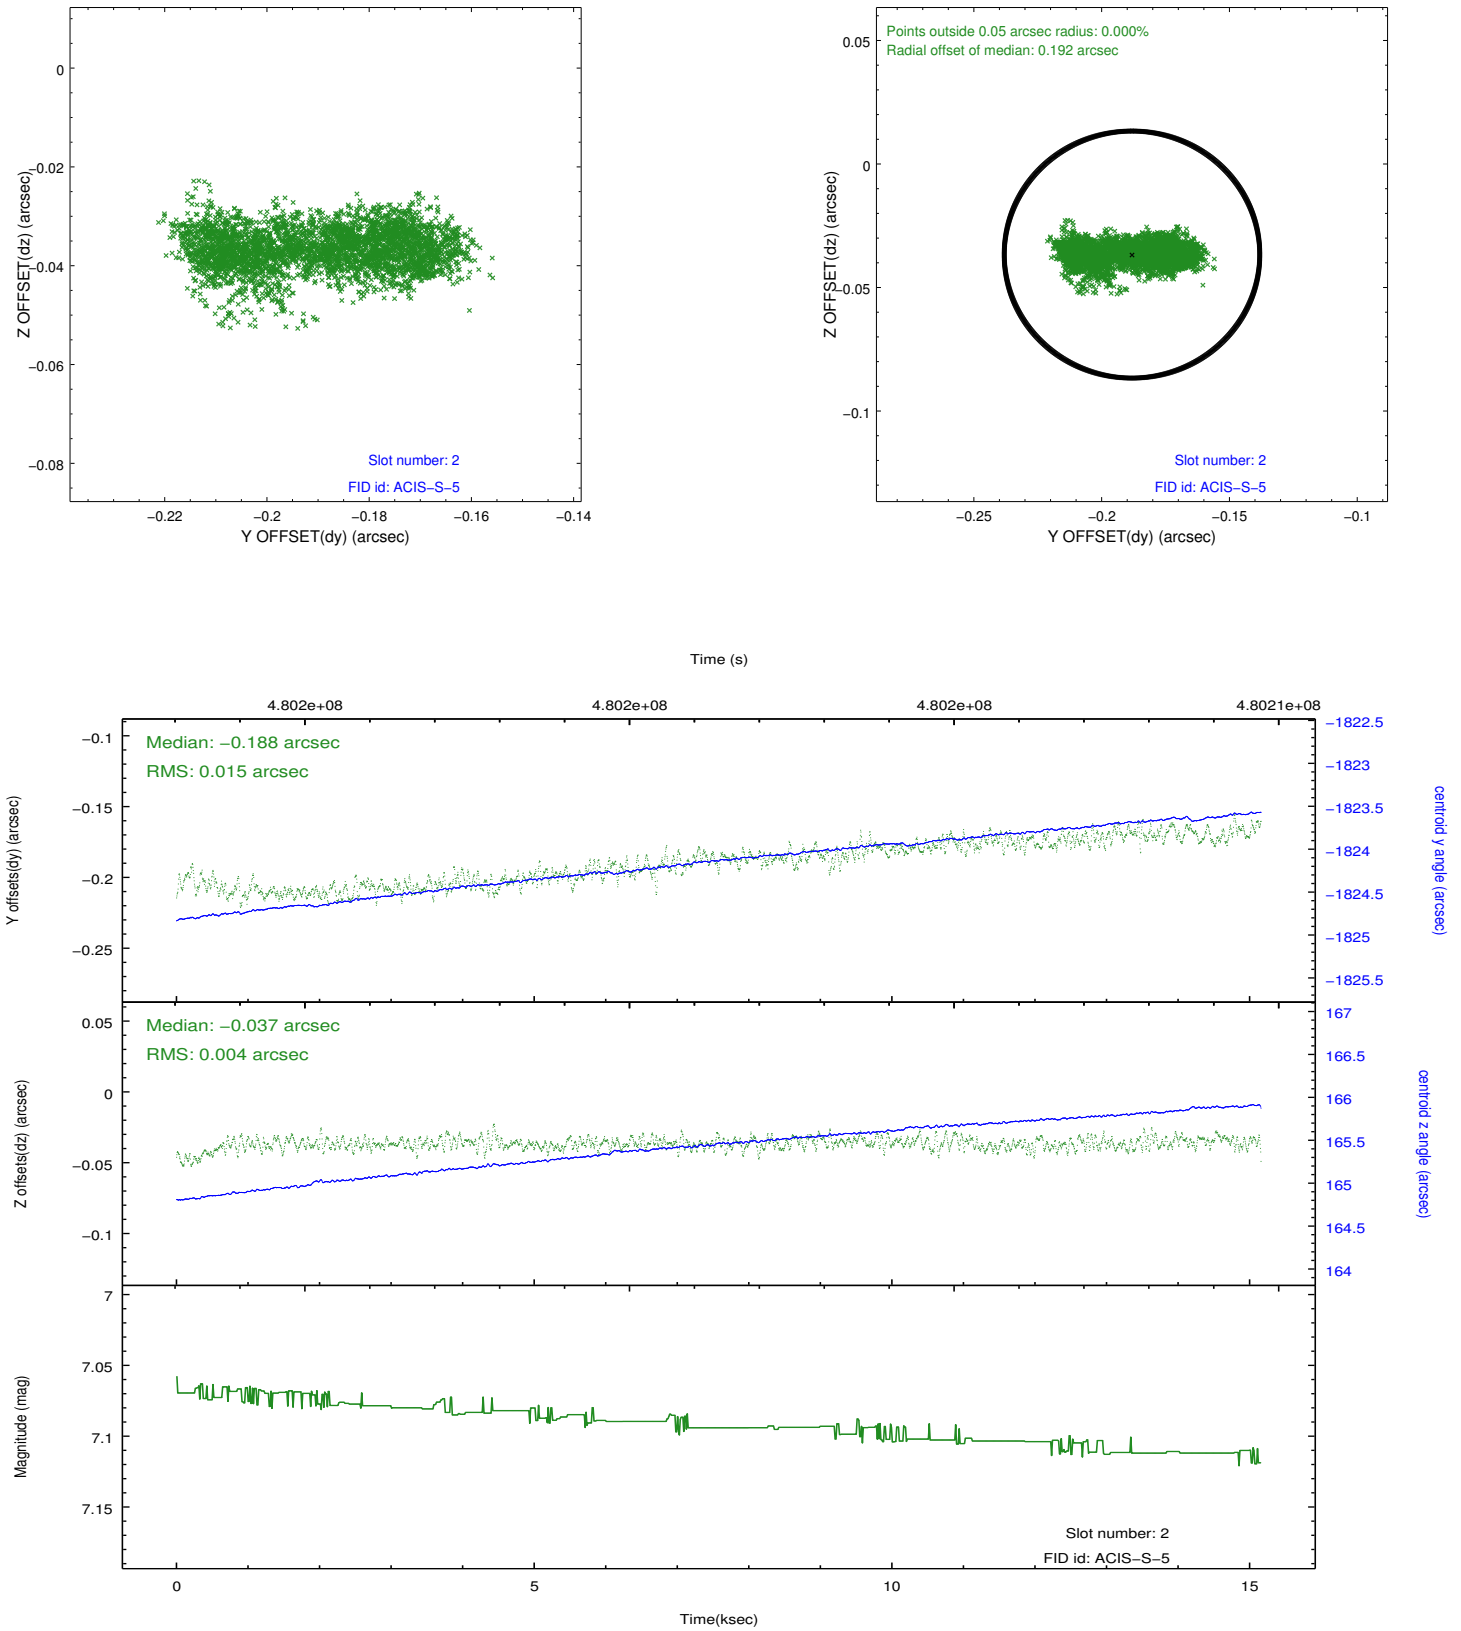 0
−0.02
−0.04
−0.06
−0.08
Z OFFSET(dz) (arcsec)
Slot number: 2
FID id: ACIS−S−5
−0.22
−0.2
−0.18
−0.16
−0.14
Y OFFSET(dy) (arcsec)
Points outside 0.05 arcsec radius: 0.000%
Radial offset of median: 0.192 arcsec
0.05
0
−0.05
−0.1
Z OFFSET(dz) (arcsec)
Slot number: 2
FID id: ACIS−S−5
−0.25
−0.2
−0.15
−0.1
Y OFFSET(dy) (arcsec)
Time (s)
4.802e+08
4.802e+08
4.802e+08
4.8021e+08
Median: −0.188 arcsec
RMS: 0.015 arcsec
−0.1
−0.15
−0.2
−0.25
Y offsets(dy) (arcsec)
−1822.5
−1823
−1823.5
−1824
−1824.5
−1825
−1825.5
centroid y angle (arcsec)
Median: −0.037 arcsec
RMS: 0.004 arcsec
0.05
0
−0.05
−0.1
Z offsets(dz) (arcsec)
167
166.5
166
165.5
165
164.5
164
centroid z angle (arcsec)
7
7.05
7.1
7.15
Magnitude (mag)
Slot number: 2
FID id: ACIS−S−5
0
5
10
15
Time(ksec)